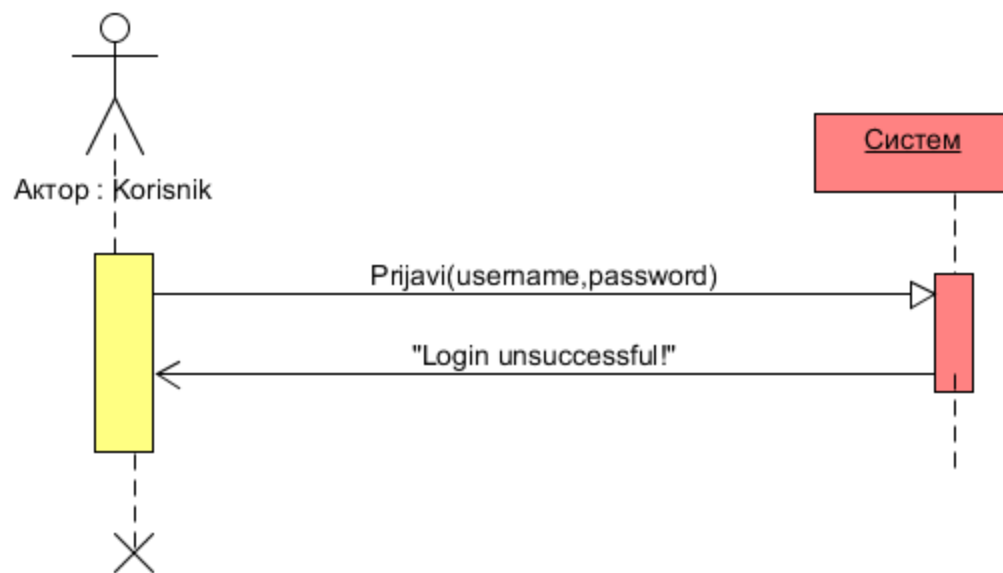 Систем
Актор : Korisnik
Prijavi(username,password)
"Login unsuccessful!"